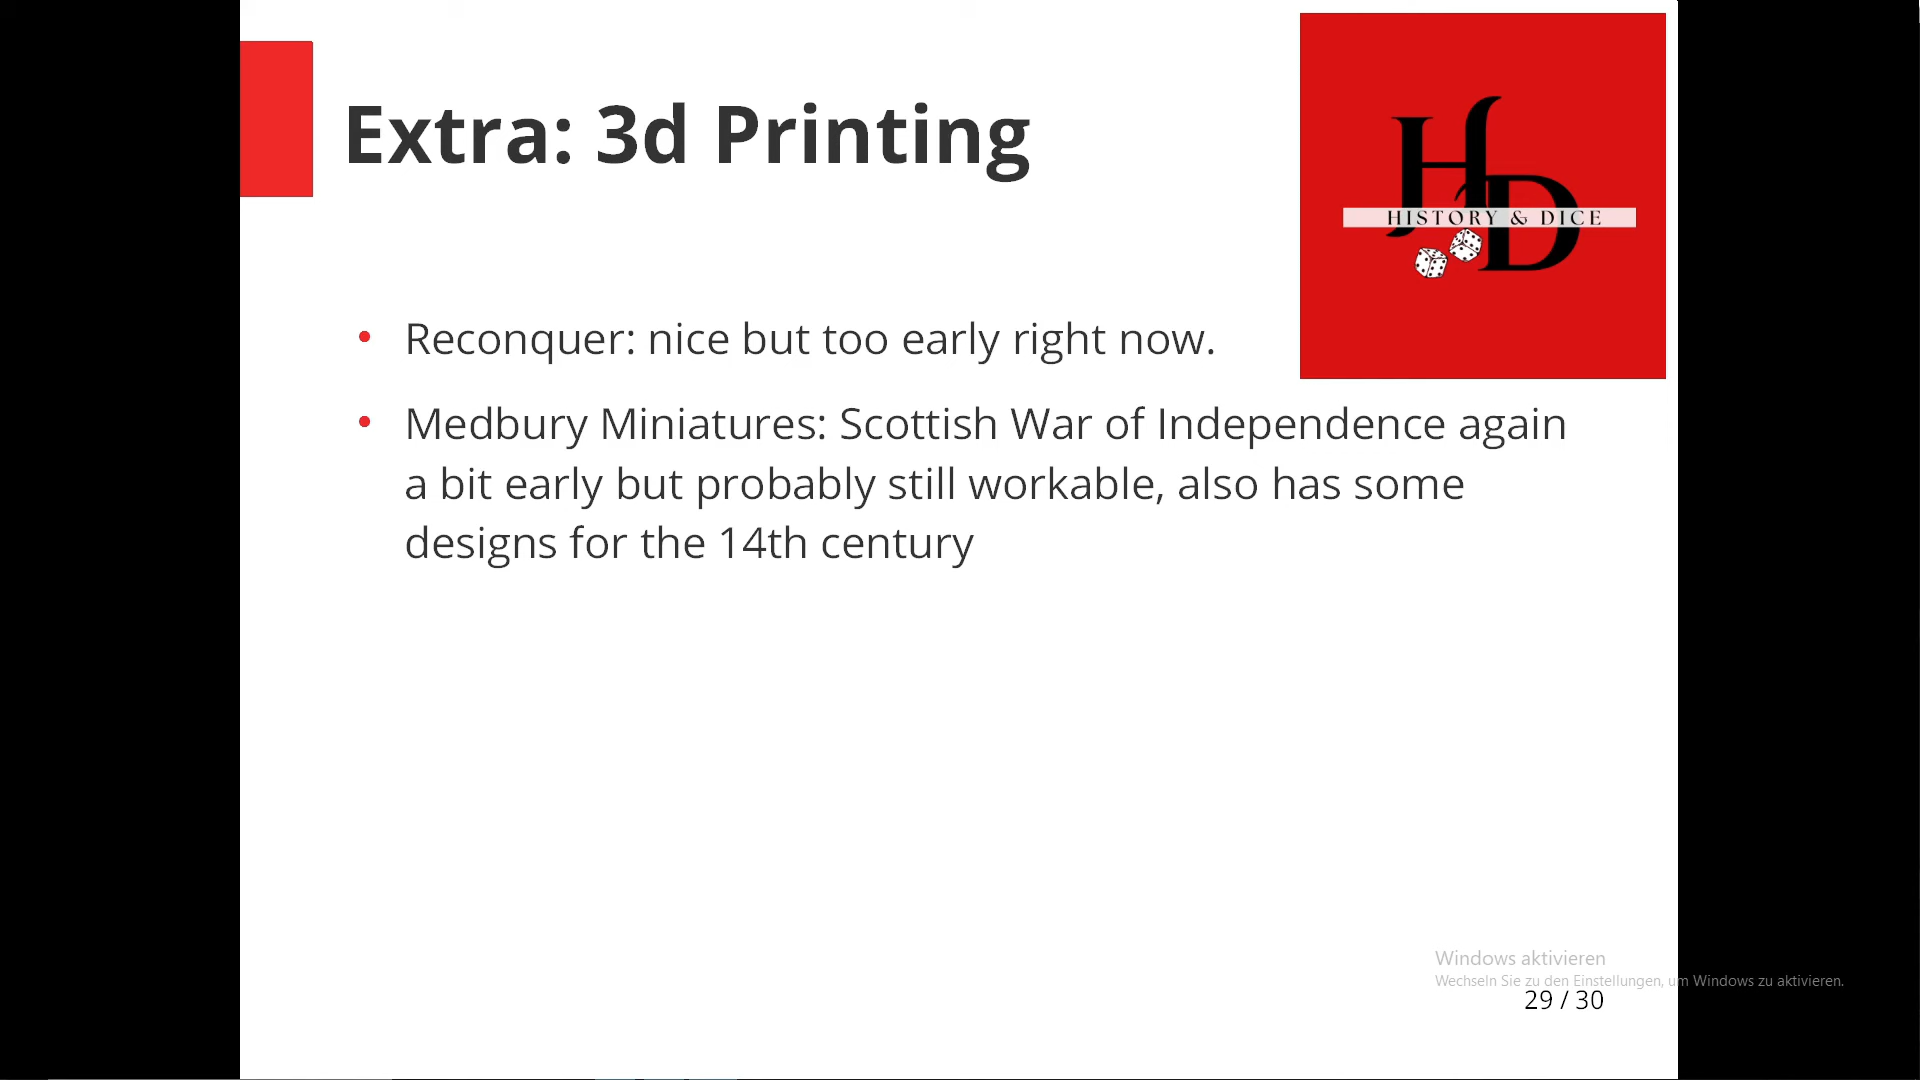 Extra: 3d Printing
HD
HISTORY & DICE
• Reconquer: nice but too early right now.
• Medbury Miniatures: Scottish War of Independence again
a bit early but probably still workable, also has some
designs for the 14th century
Windows aktivieren
Wechseln Sie zu den Einstellungen, um Windows zu aktivieren.
29 / 30